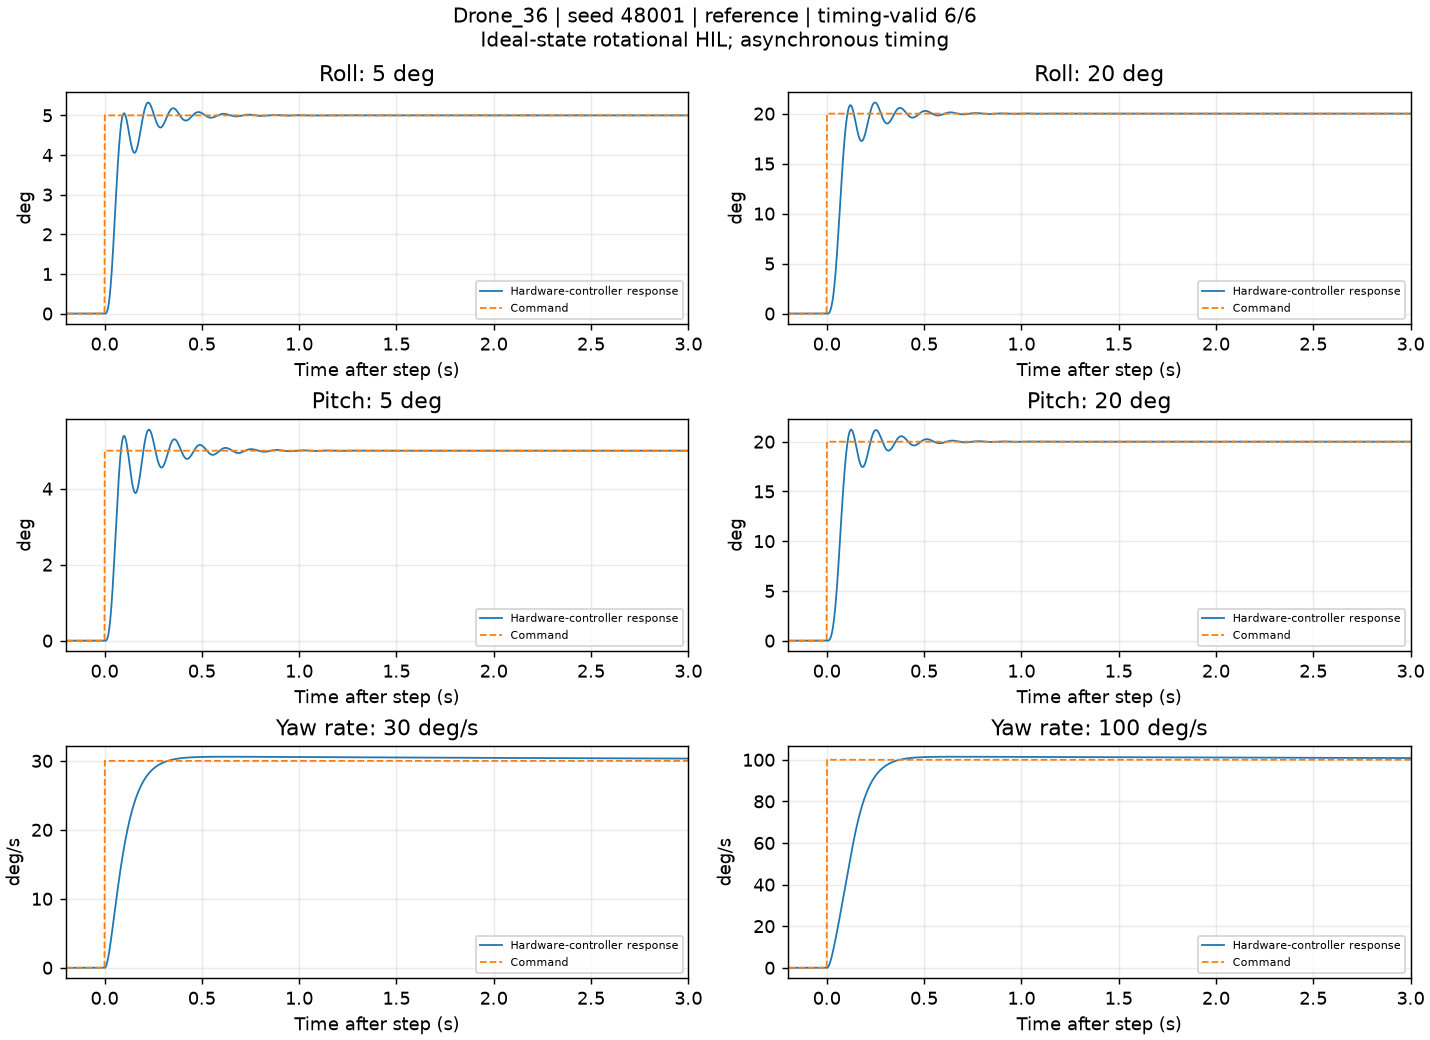 Drone_36 | seed 48001 | reference | timing-valid 6/6
Ideal-state rotational HIL; asynchronous timing
Roll: 5 deg
deg
5
4
3
2
1
0
Hardware-controller response
Command
0.0 0.5 1.0 1.5 2.0 2.5 3.0
Time after step (s)
Roll: 20 deg
deg
20
15
10
5
0
Hardware-controller response
Command
0.0 0.5 1.0 1.5 2.0 2.5 3.0
Time after step (s)
Pitch: 5 deg
deg
4
2
0
Hardware-controller response
Command
0.0 0.5 1.0 1.5 2.0 2.5 3.0
Time after step (s)
Pitch: 20 deg
deg
20
15
10
5
0
Hardware-controller response
Command
0.0 0.5 1.0 1.5 2.0 2.5 3.0
Time after step (s)
Yaw rate: 30 deg/s
deg/s
30
20
10
0
Hardware-controller response
Command
0.0 0.5 1.0 1.5 2.0 2.5 3.0
Time after step (s)
Yaw rate: 100 deg/s
deg/s
100
80
60
40
20
0
Hardware-controller response
Command
0.0 0.5 1.0 1.5 2.0 2.5 3.0
Time after step (s)